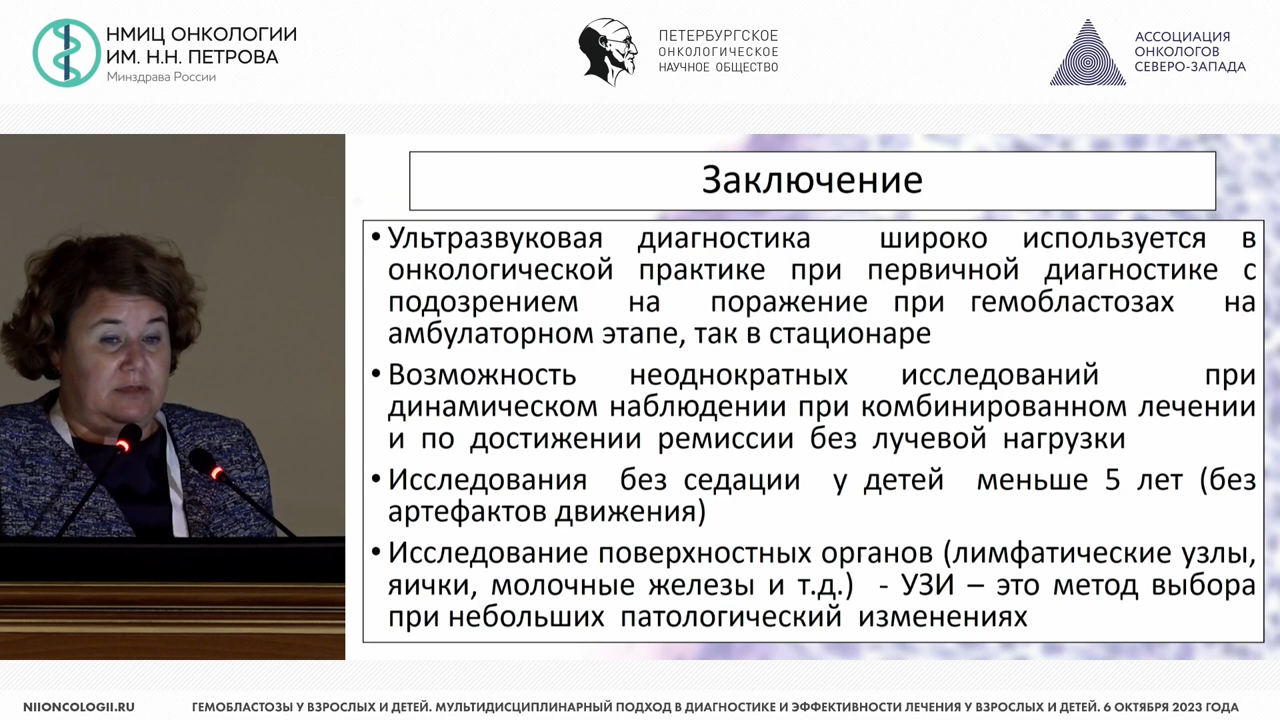 НМИЦ ОНКОЛОГИИ
ИМ. Н.Н. ПЕТРОВА
Минздрава России
ПЕТЕРБУРГСКОЕ
ОНКОЛОГИЧЕСКОЕ
НАУЧНОЕ ОБЩЕСТВО
АССОЦИАЦИЯ
ОНКОЛОГОВ
СЕВЕРО-ЗАПАДА
Заключение
• Ультразвуковая диагностика широко используется в
онкологической практике при первичной диагностике с
подозрением на поражение при гемобластозах на
амбулаторном этапе, так в стационаре
• Возможность неоднократных исследований при
динамическом наблюдении при комбинированном лечении
и по достижении ремиссии без лучевой нагрузки
• Исследования без седации у детей меньше 5 лет (без
артефактов движения)
• Исследование поверхностных органов (лимфатические узлы,
яички, молочные железы и т.д.) - УЗИ – это метод выбора
при небольших патологический изменениях
NIIONCOLOGII.RU
ГЕМОБЛАСТОЗЫ У ВЗРОСЛЫХ И ДЕТЕЙ. МУЛЬТИДИСЦИПЛИНАРНЫЙ ПОДХОД В ДИАГНОСТИКЕ И ЭФФЕКТИВНОСТИ ЛЕЧЕНИЯ У ВЗРОСЛЫХ И ДЕТЕЙ. 6 ОКТЯБРЯ 2023 ГОДА